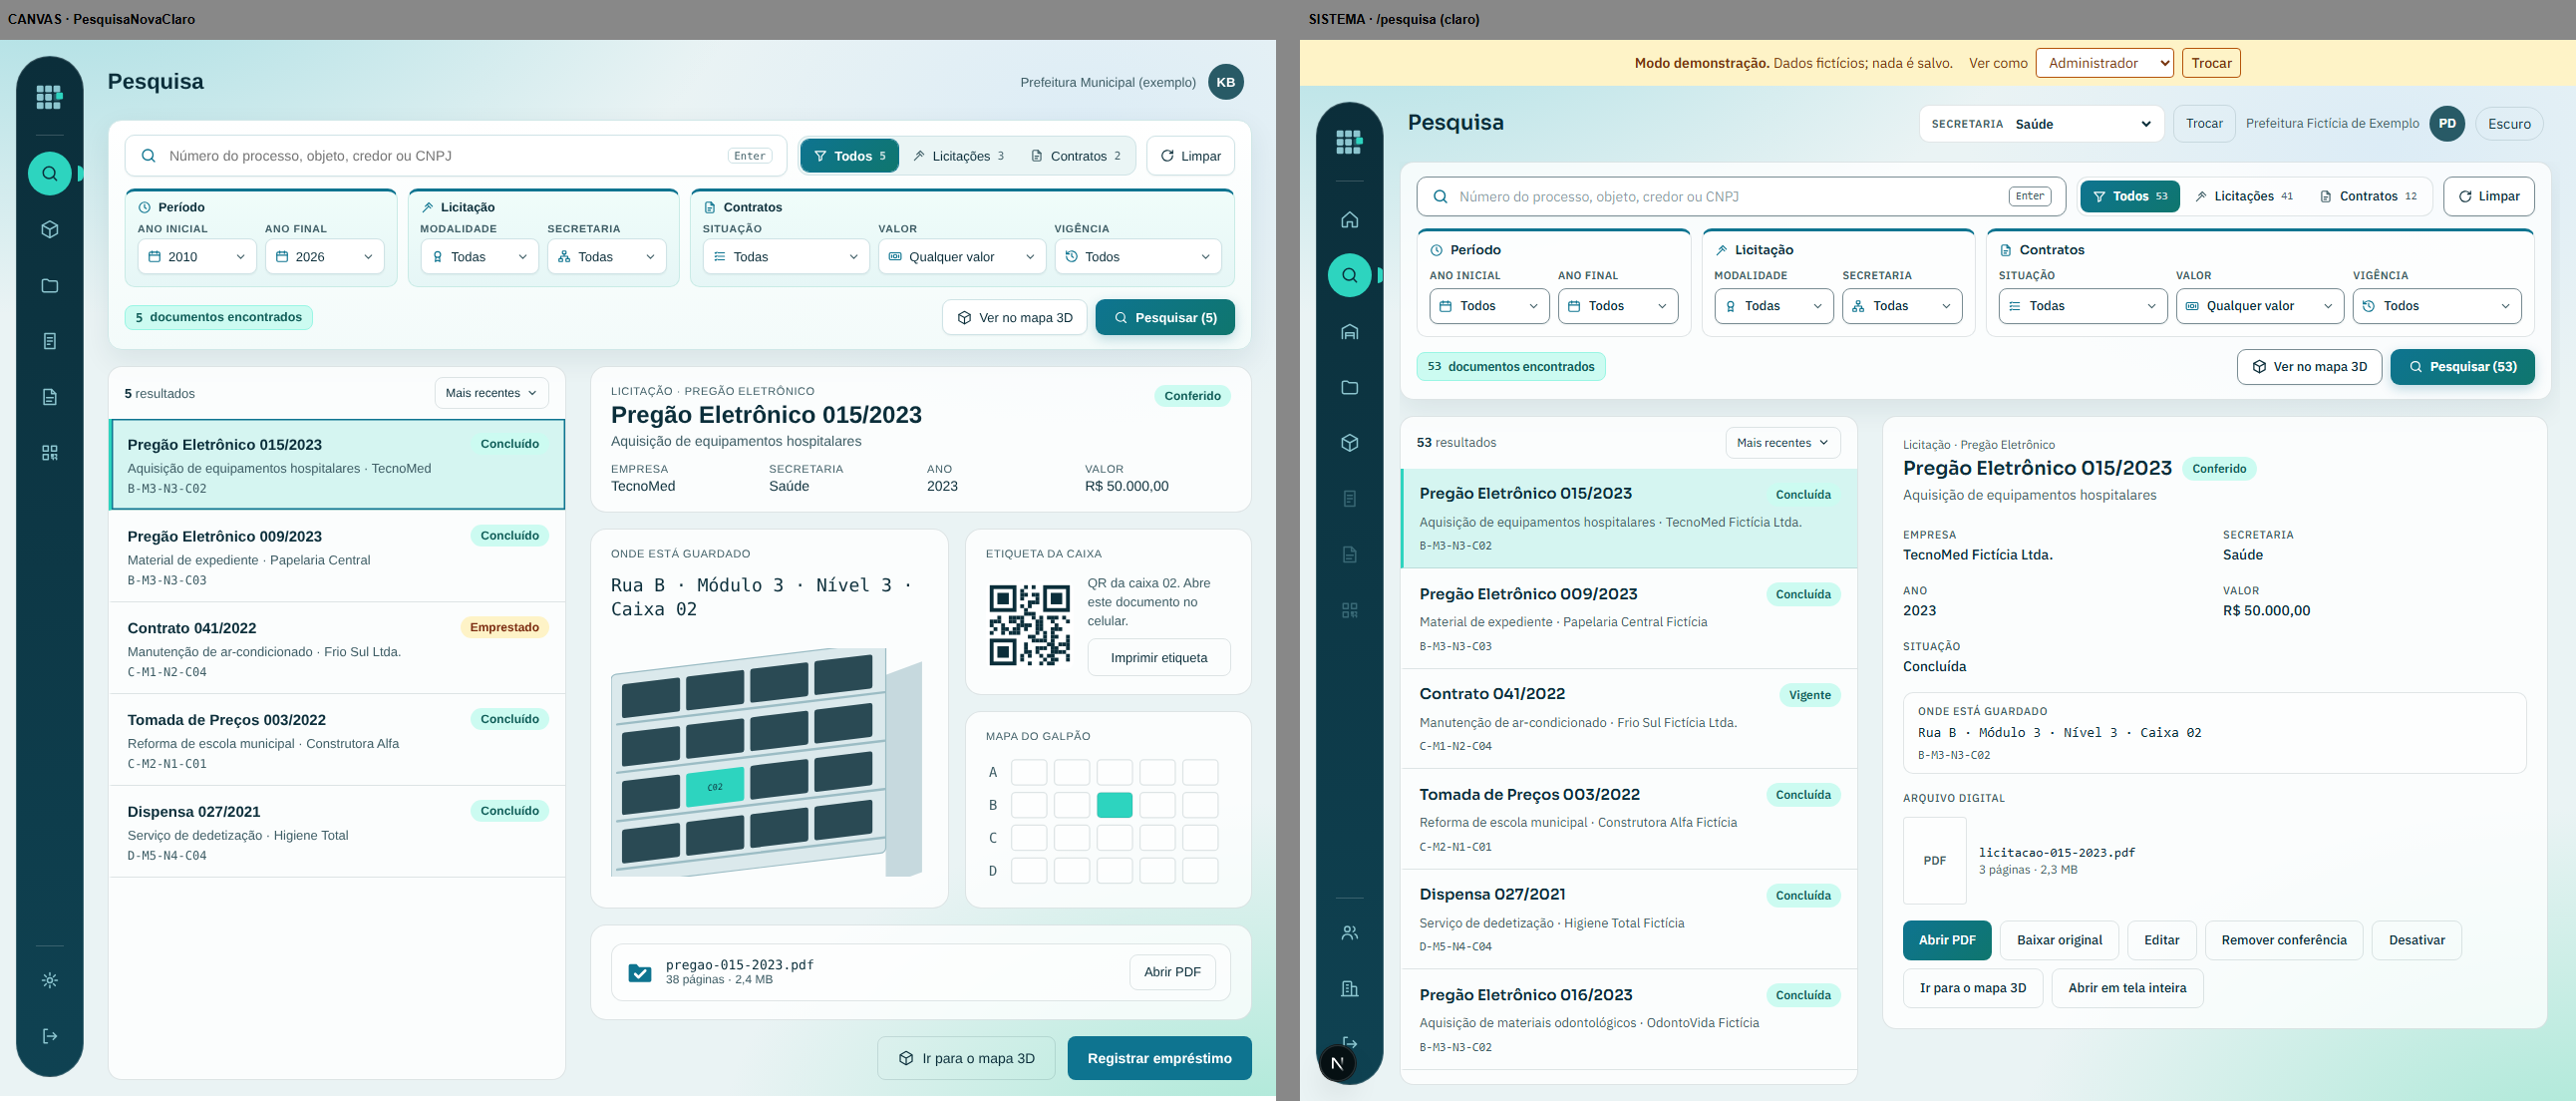 CANVAS · PesquisaNovaClaro
Pesquisa
Prefeitura Municipal (exemplo) KB
Número do processo, objeto, credor ou CNPJ Enter
Todos 5 Licitações 3 Contratos 2 Limpar
Período
ANO INICIAL ANO FINAL
2010 2026
Licitação
MODALIDADE SECRETARIA
Todas Todas
Contratos
SITUAÇÃO VALOR VIGÊNCIA
Todas Qualquer valor Todos
5 documentos encontrados
Ver no mapa 3D Pesquisar (5)
5 resultados Mais recentes
Pregão Eletrônico 015/2023 Concluído
Aquisição de equipamentos hospitalares · TecnoMed
B-M3-N3-C02
Pregão Eletrônico 009/2023 Concluído
Material de expediente · Papelaria Central
B-M3-N3-C03
Contrato 041/2022 Emprestado
Manutenção de ar-condicionado · Frio Sul Ltda.
C-M1-N2-C04
Tomada de Preços 003/2022 Concluído
Reforma de escola municipal · Construtora Alfa
C-M2-N1-C01
Dispensa 027/2021 Concluído
Serviço de dedetização · Higiene Total
D-M5-N4-C04
LICITAÇÃO · PREGÃO ELETRÔNICO
Pregão Eletrônico 015/2023 Conferido
Aquisição de equipamentos hospitalares
EMPRESA SECRETARIA ANO VALOR
TecnoMed Saúde 2023 R$ 50.000,00
ONDE ESTÁ GUARDADO
Rua B · Módulo 3 · Nível 3 ·
Caixa 02
C02
ETIQUETA DA CAIXA
QR da caixa 02. Abre
este documento no
celular.
Imprimir etiqueta
MAPA DO GALPÃO
A
B
C
D
pregao-015-2023.pdf
38 páginas · 2,4 MB
Abrir PDF
Ir para o mapa 3D Registrar empréstimo
SISTEMA · /pesquisa (claro)
Modo demonstração. Dados fictícios; nada é salvo. Ver como Administrador Trocar
Pesquisa
SECRETARIA Saúde Trocar Prefeitura Fictícia de Exemplo PD Escuro
Número do processo, objeto, credor ou CNPJ Enter
Todos 53 Licitações 41 Contratos 12 Limpar
Período
ANO INICIAL ANO FINAL
Todos Todos
Licitação
MODALIDADE SECRETARIA
Todas Todas
Contratos
SITUAÇÃO VALOR VIGÊNCIA
Todas Qualquer valor Todos
53 documentos encontrados
Ver no mapa 3D Pesquisar (53)
53 resultados Mais recentes
Pregão Eletrônico 015/2023 Concluída
Aquisição de equipamentos hospitalares · TecnoMed Fictícia Ltda.
B-M3-N3-C02
Pregão Eletrônico 009/2023 Concluída
Material de expediente · Papelaria Central Fictícia
B-M3-N3-C03
Contrato 041/2022 Vigente
Manutenção de ar-condicionado · Frio Sul Fictícia Ltda.
C-M1-N2-C04
Tomada de Preços 003/2022 Concluída
Reforma de escola municipal · Construtora Alfa Fictícia
C-M2-N1-C01
Dispensa 027/2021 Concluída
Serviço de dedetização · Higiene Total Fictícia
D-M5-N4-C04
Pregão Eletrônico 016/2023 Concluída
Aquisição de materiais odontológicos · OdontoVida Fictícia
B-M3-N3-C02
Licitação · Pregão Eletrônico
Pregão Eletrônico 015/2023 Conferido
Aquisição de equipamentos hospitalares
EMPRESA SECRETARIA
TecnoMed Fictícia Ltda. Saúde
ANO VALOR
2023 R$ 50.000,00
SITUAÇÃO
Concluída
ONDE ESTÁ GUARDADO
Rua B · Módulo 3 · Nível 3 · Caixa 02
B-M3-N3-C02
ARQUIVO DIGITAL
PDF
licitacao-015-2023.pdf
3 páginas · 2,3 MB
Abrir PDF Baixar original Editar Remover conferência Desativar
Ir para o mapa 3D Abrir em tela inteira
N